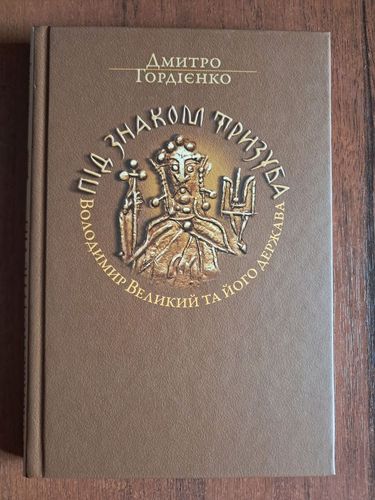 Дмитро
Гордієнко
ПІД ЗНАКОМ ТРИЗУБА
Володимир Великий та його держава